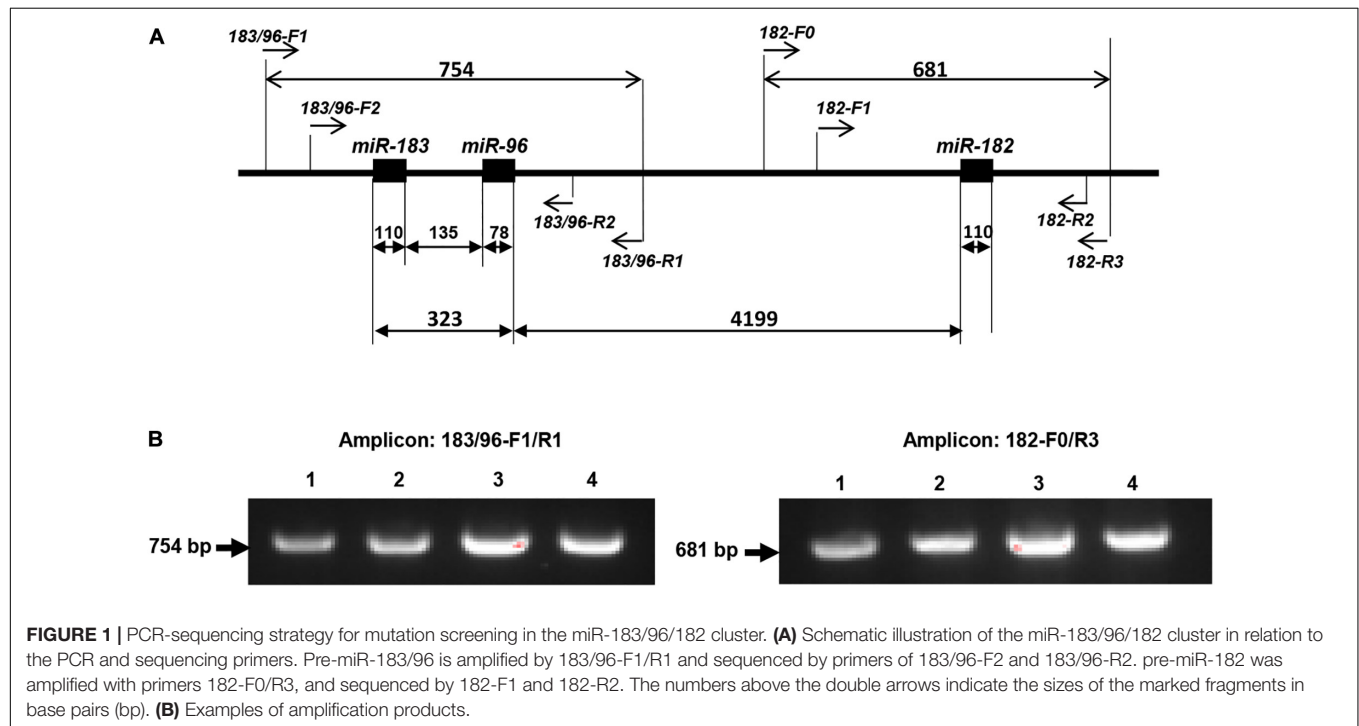 A
183/96-F1
182-F0
754
681
183/96-F2
182-F1
miR-183
miR-96
miR-182
183/96-R2
182-R2
110
135
78
110
183/96-R1
182-R3
323
4199
B
Amplicon: 183/96-F1/R1
Amplicon: 182-F0/R3
1 2 3 4
1 2 3 4
754 bp
681 bp
FIGURE 1 | PCR-sequencing strategy for mutation screening in the miR-183/96/182 cluster. (A) Schematic illustration of the miR-183/96/182 cluster in relation to
the PCR and sequencing primers. Pre-miR-183/96 is amplified by 183/96-F1/R1 and sequenced by primers of 183/96-F2 and 183/96-R2. pre-miR-182 was
amplified with primers 182-F0/R3, and sequenced by 182-F1 and 182-R2. The numbers above the double arrows indicate the sizes of the marked fragments in
base pairs (bp). (B) Examples of amplification products.